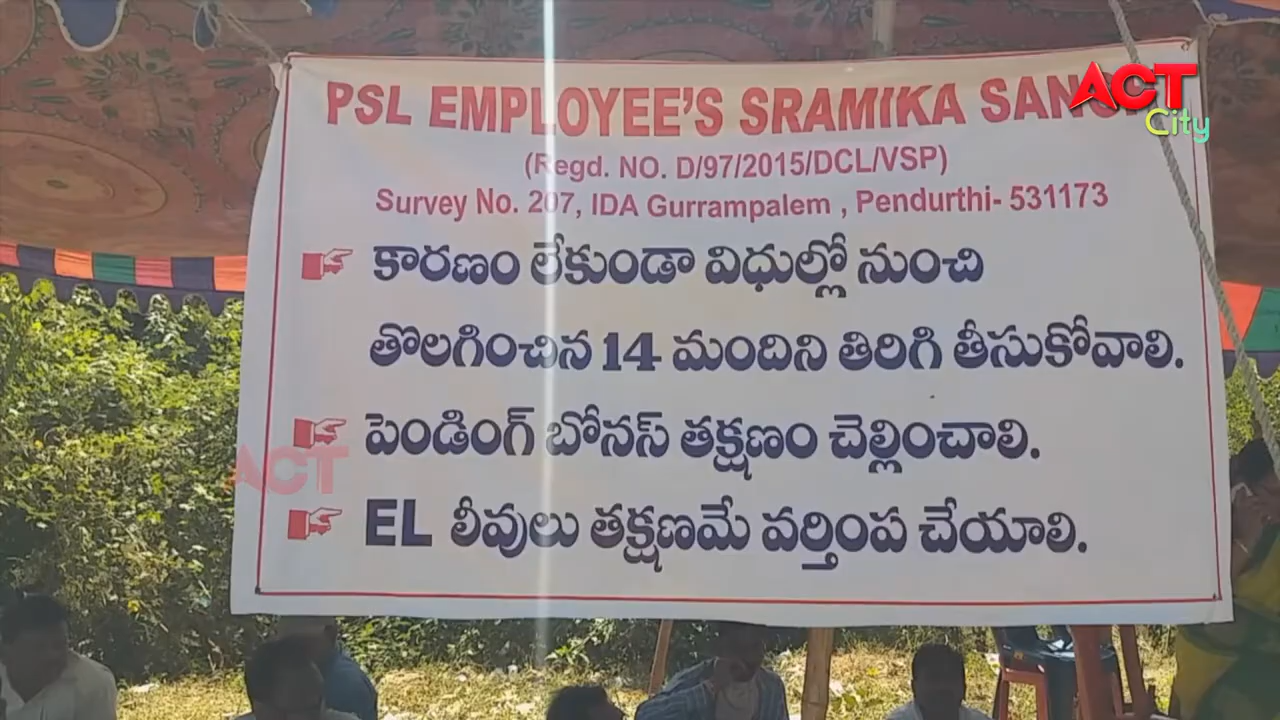 PSL EMPLOYEE'S SRAMIKA
ACT
City
(Regd. NO. D/97/2015/DCL/VSP)
Survey No. 207, IDA Gurrampalem , Pendurthi- 531173
కారణం లేకుండా విధుల్లో నుంచి
తొలగించిన 14 మందిని తిరిగి తీసుకోవాలి.
పెండింగ్ బోనస్ తక్షణం చెల్లించాలి.
ACT
EL లీవులు తక్షణమే వర్తింప చేయాలి.